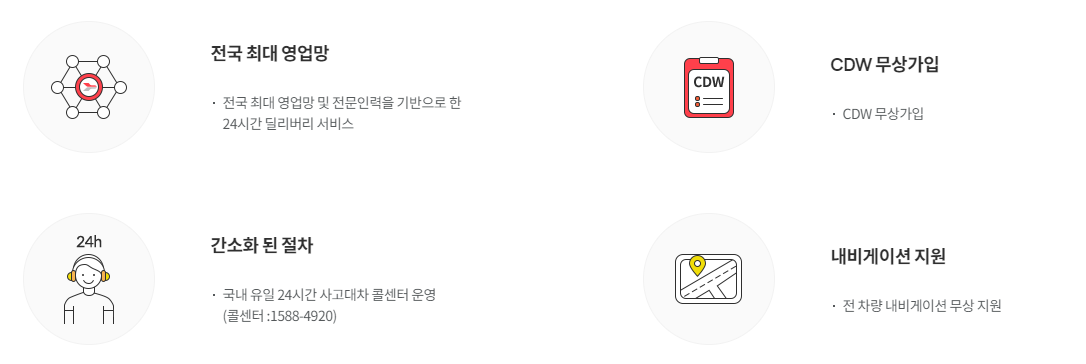 전국 최대 영업망
· 전국 최대 영업망 및 전문인력을 기반으로 한
24시간 딜리버리 서비스
CDW
CDW 무상가입
· CDW 무상가입
24h
간소화 된 절차
· 국내 유일 24시간 사고대차 콜센터 운영
(콜센터 :1588-4920)
내비게이션 지원
· 전 차량 내비게이션 무상 지원